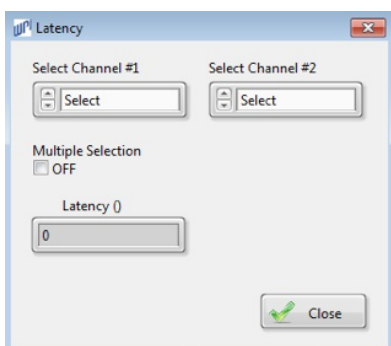 Latency
Select Channel #1 Select Channel #2
Select Select
Multiple Selection
OFF
Latency ()
0
Close